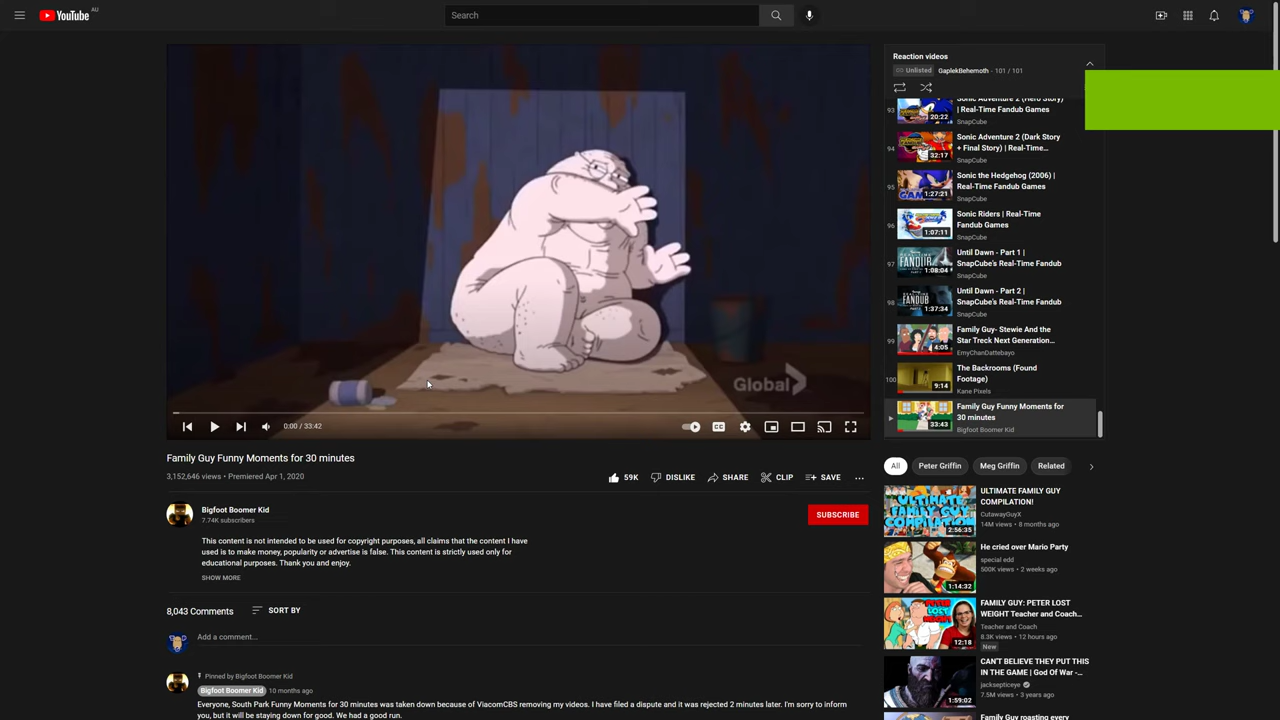 YouTube AU
Search
Global
0:00 / 33:42
Family Guy Funny Moments for 30 minutes
3,152,646 views • Premiered Apr 1, 2020
59K DISLIKE SHARE CLIP SAVE
Bigfoot Boomer Kid
7.74K subscribers
SUBSCRIBE
This content is not intended to be used for copyright purposes, all claims that the content I have
used is to make money, popularity or advertise is false. This content is strictly used only for
educational purposes. Thank you and enjoy.
SHOW MORE
8,043 Comments SORT BY
Add a comment...
Pinned by Bigfoot Boomer Kid
Bigfoot Boomer Kid 10 months ago
Everyone, South Park Funny Moments for 30 minutes was taken down because of ViacomCBS removing my videos. I have filed a dispute and it was rejected 2 minutes later. I'm sorry to inform
you, but it will be staying down for good. We had a good run.
Reaction videos
Unlisted GaplekBehemoth - 101 / 101
93
20:22
Sonic Adventure 2 (Hero Story)
| Real-Time Fandub Games
SnapCube
94
32:17
Sonic Adventure 2 (Dark Story
+ Final Story) | Real-Time...
SnapCube
95
1:27:21
Sonic the Hedgehog (2006) |
Real-Time Fandub Games
SnapCube
96
1:07:11
Sonic Riders | Real-Time
Fandub Games
SnapCube
97
FANDUB
1:08:04
Until Dawn - Part 1 |
SnapCube's Real-Time Fandub
SnapCube
98
FANDUB
1:37:34
Until Dawn - Part 2 |
SnapCube's Real-Time Fandub
SnapCube
99
4:05
Family Guy- Stewie And the
Star Treck Next Generation...
EmyChanDattebayo
100
9:14
The Backrooms (Found
Footage)
Kane Pixels
33:43
Family Guy Funny Moments for
30 minutes
Bigfoot Boomer Kid
All Peter Griffin Meg Griffin Related
ULTIMATE
FAMILY GUY
COMPILATION
2:56:35
ULTIMATE FAMILY GUY
COMPILATION!
CutawayGuyX
14M views • 8 months ago
1:14:32
He cried over Mario Party
special edd
500K views • 2 weeks ago
PETER
LOST
WEIGHT
12:18
FAMILY GUY: PETER LOST
WEIGHT Teacher and Coach...
Teacher and Coach
8.3K views • 12 hours ago
New
1:59:02
CAN'T BELIEVE THEY PUT THIS
IN THE GAME | God Of War -...
jacksepticeye
7.5M views • 3 years ago
Family Guy roasting every